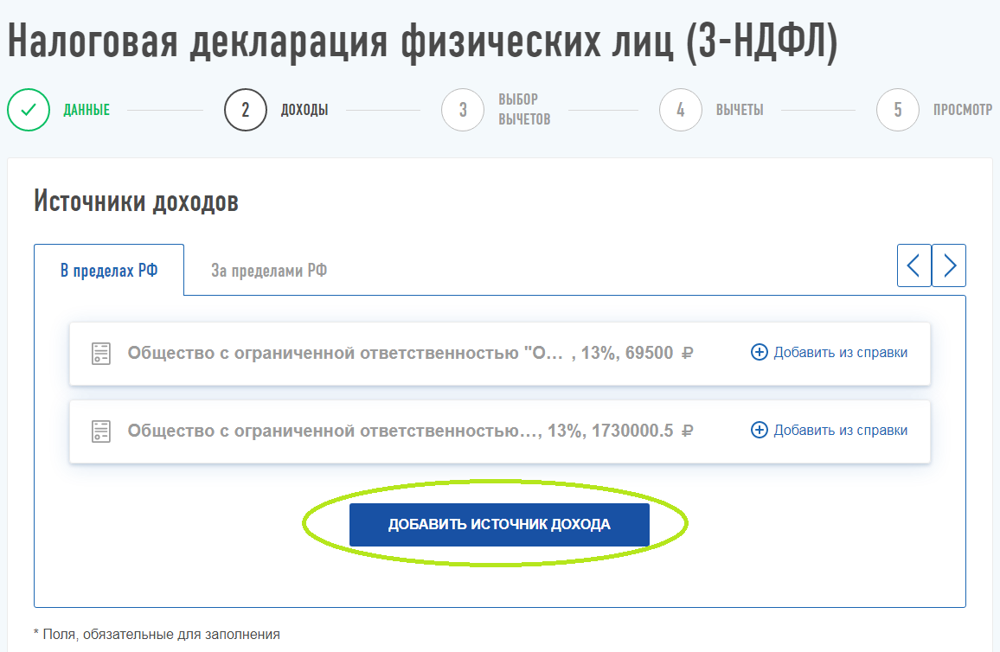 Налоговая декларация физических лиц (3-НДФЛ)
ДАННЫЕ
2 ДОХОДЫ
3 ВЫБОР
ВЫЧЕТОВ
4 ВЫЧЕТЫ
5 ПРОСМОТР
Источники доходов
В пределах РФ
За пределами РФ
Общество с ограниченной ответственностью "О... , 13%, 69500 ₽
Добавить из справки
Общество с ограниченной ответственностью..., 13%, 1730000.5 ₽
Добавить из справки
ДОБАВИТЬ ИСТОЧНИК ДОХОДА
* Поля, обязательные для заполнения